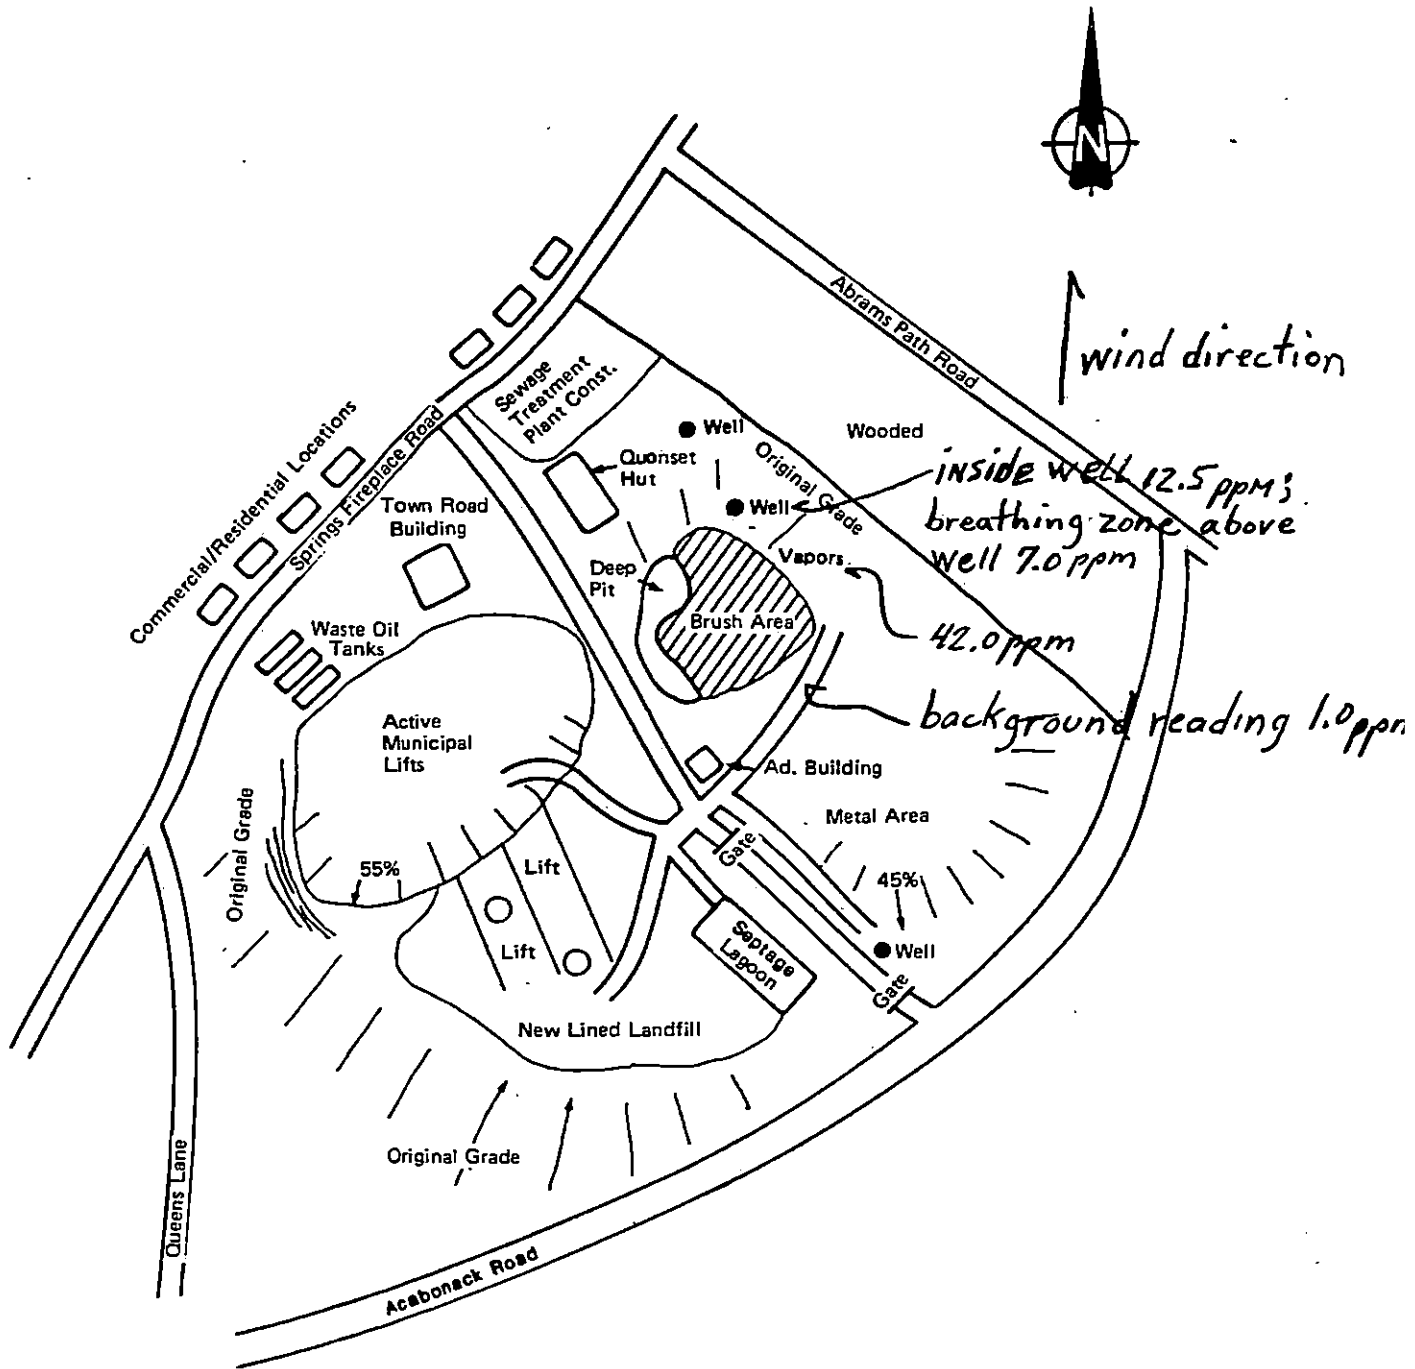 N
wind direction
Abrams Path Road
Sewage
Treatment
Plant Const.
Well
Wooded
Commercial/Residential Locations
Springs Fireplace Road
Quonset
Hut
Original Grade
inside well 12.5 ppm;
breathing zone above
well 7.0 ppm
Well
Town Road
Building
Vapors
Deep
Pit
Brush Area
42.0 ppm
Waste Oil
Tanks
background reading 1.0 ppm
Active
Municipal
Lifts
Ad. Building
Original Grade
Metal Area
Gate
55%
Lift
45%
Lift
Septage
Lagoon
Well
Gate
New Lined Landfill
Original Grade
Queens Lane
Acabonack Road